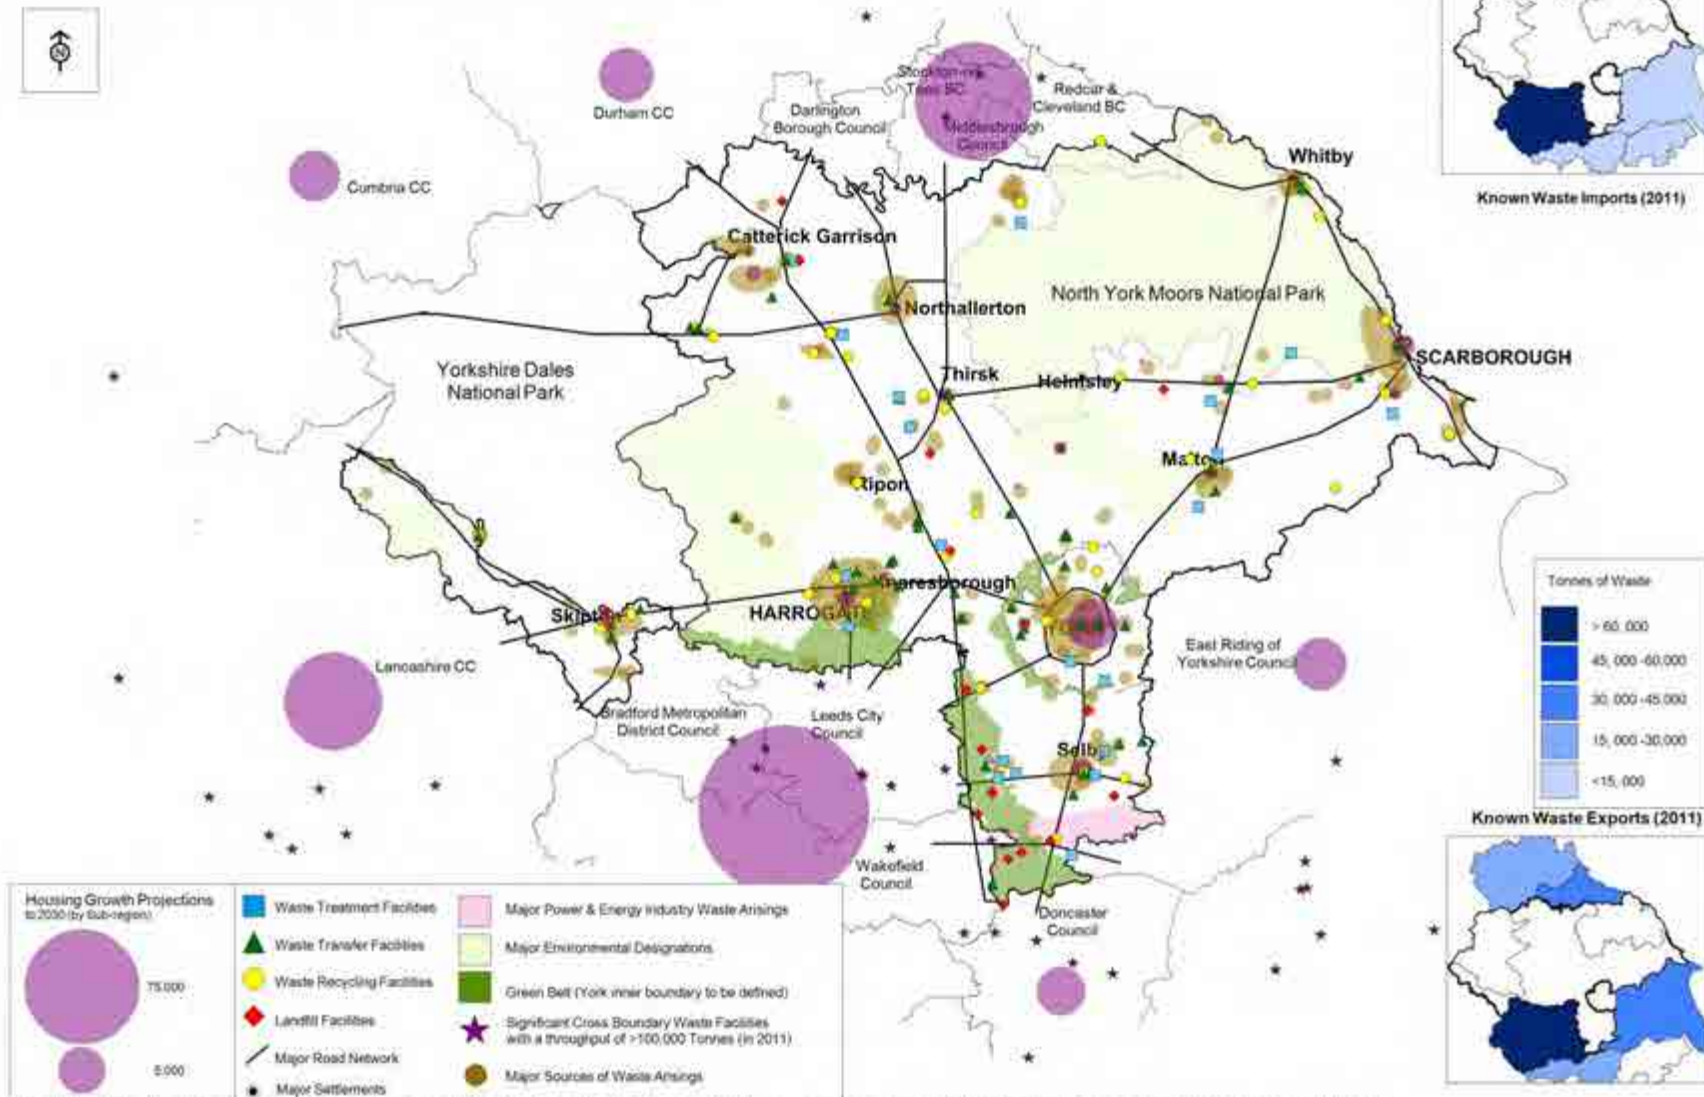 N
Stockton-on-
Tees BC
Redcar &
Cleveland BC
Durham CC
Darlington
Borough Council
Middlesbrough
Council
Cumbria CC
Whitby
Known Waste Imports (2011)
Catterick Garrison
North York Moors National Park
Northallerton
Yorkshire Dales
National Park
Thirsk
Helmsley
SCARBOROUGH
Malton
Ripon
Knaresborough
HARROGATE
Skipton
Lancashire CC
East Riding of
Yorkshire Council
Bradford Metropolitan
District Council
Leeds City
Council
Selby
Wakefield
Council
Doncaster
Council
Tonnes of Waste
> 60, 000
45, 000 -60,000
30, 000 -45,000
15, 000 -30,000
<15, 000
Known Waste Exports (2011)
Housing Growth Projections
to 2030 (by Sub-region)
75,000
5,000
Waste Treatment Facilities
Waste Transfer Facilities
Waste Recycling Facilities
Landfill Facilities
Major Road Network
Major Settlements
Major Power & Energy Industry Waste Arisings
Major Environmental Designations
Green Belt (York inner boundary to be defined)
Significant Cross Boundary Waste Facilities
with a throughput of >100,000 Tonnes (in 2011)
Major Sources of Waste Arisings